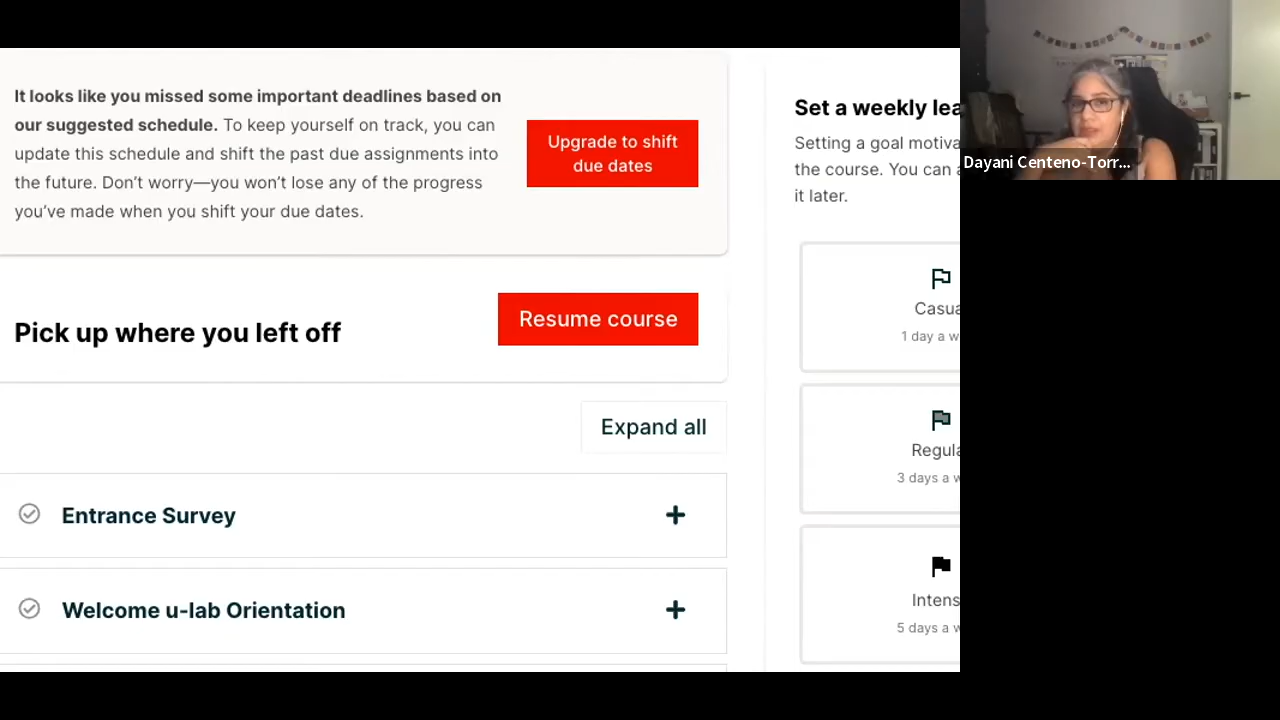 It looks like you missed some important deadlines based on
our suggested schedule. To keep yourself on track, you can
update this schedule and shift the past due assignments into
the future. Don’t worry—you won’t lose any of the progress
you’ve made when you shift your due dates.
Upgrade to shift
due dates
Pick up where you left off
Resume course
Expand all
Entrance Survey
Welcome u-lab Orientation
Set a weekly lea
Setting a goal motiva
the course. You can a
it later.
Casua
1 day a w
Regula
3 days a w
Intens
5 days a w
Dayani Centeno-Torr...